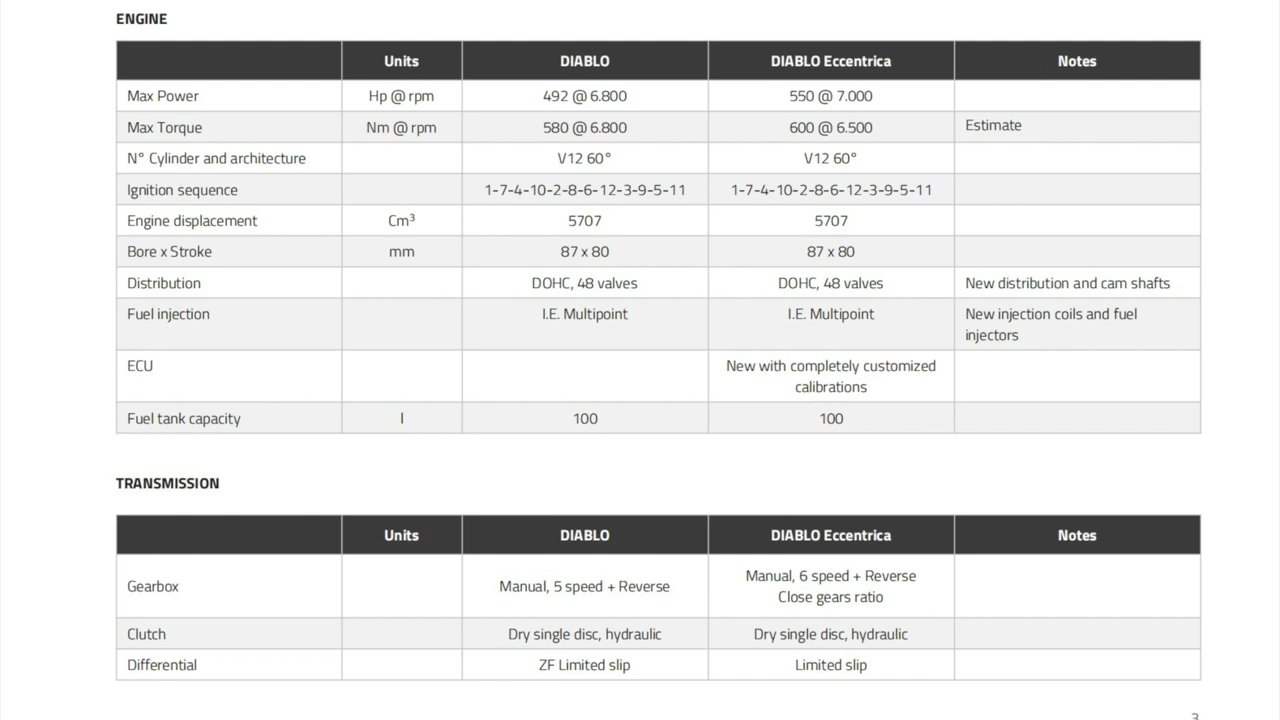 ENGINE
Units DIABLO DIABLO Eccentrica Notes
Max Power Hp @ rpm 492 @ 6.800 550 @ 7.000
Max Torque Nm @ rpm 580 @ 6.800 600 @ 6.500 Estimate
N° Cylinder and architecture V12 60° V12 60°
Ignition sequence 1-7-4-10-2-8-6-12-3-9-5-11 1-7-4-10-2-8-6-12-3-9-5-11
Engine displacement Cm³ 5707 5707
Bore x Stroke mm 87 x 80 87 x 80
Distribution DOHC, 48 valves DOHC, 48 valves New distribution and cam shafts
Fuel injection I.E. Multipoint I.E. Multipoint New injection coils and fuel
injectors
ECU New with completely customized
calibrations
Fuel tank capacity l 100 100
TRANSMISSION
Units DIABLO DIABLO Eccentrica Notes
Gearbox Manual, 5 speed + Reverse Manual, 6 speed + Reverse
Close gears ratio
Clutch Dry single disc, hydraulic Dry single disc, hydraulic
Differential ZF Limited slip Limited slip
3